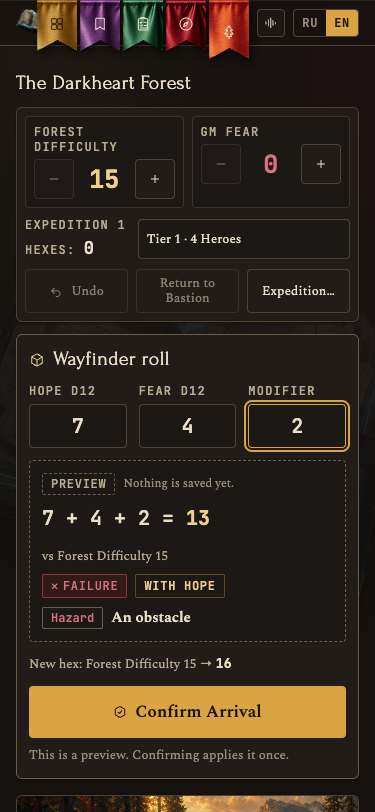 RU EN
The Darkheart Forest
FOREST
DIFFICULTY
− 15 +
GM FEAR
− 0 +
EXPEDITION 1
HEXES: 0
Tier 1 · 4 Heroes
Undo
Return to
Bastion
Expedition…
Wayfinder roll
HOPE D12 FEAR D12 MODIFIER
7 4 2
PREVIEW Nothing is saved yet.
7 + 4 + 2 = 13
vs Forest Difficulty 15
× FAILURE WITH HOPE
Hazard An obstacle
New hex: Forest Difficulty 15 → 16
Confirm Arrival
This is a preview. Confirming applies it once.